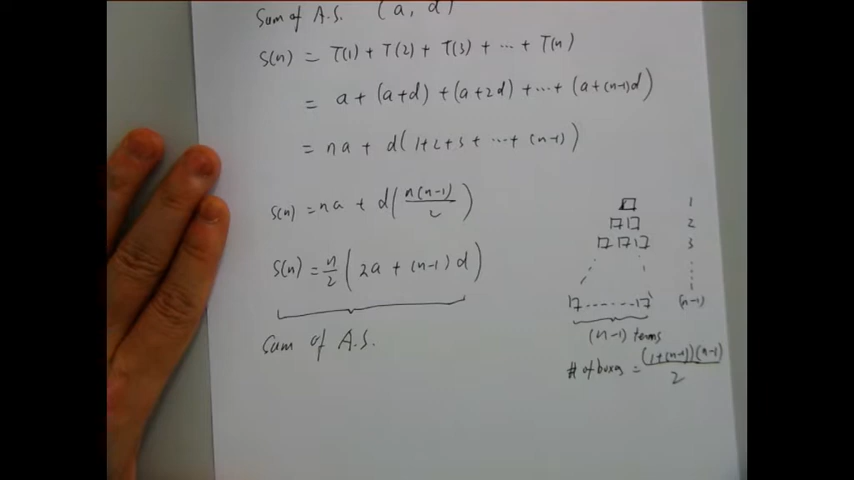 Sum of A.S. (a, d)
S(n) = T(1) + T(2) + T(3) + ... + T(n)
= a + (a+d) + (a+2d) + ... + (a+(n-1)d)
= na + d(1+2+3+ ... + (n-1))
S(n) = na + d(n(n-1)/2)
S(n) = n/2 (2a + (n-1)d)
Sum of A.S.
1
2
3
(n-1)
(n-1) terms
# of boxes = (1+(n-1))(n-1)/2